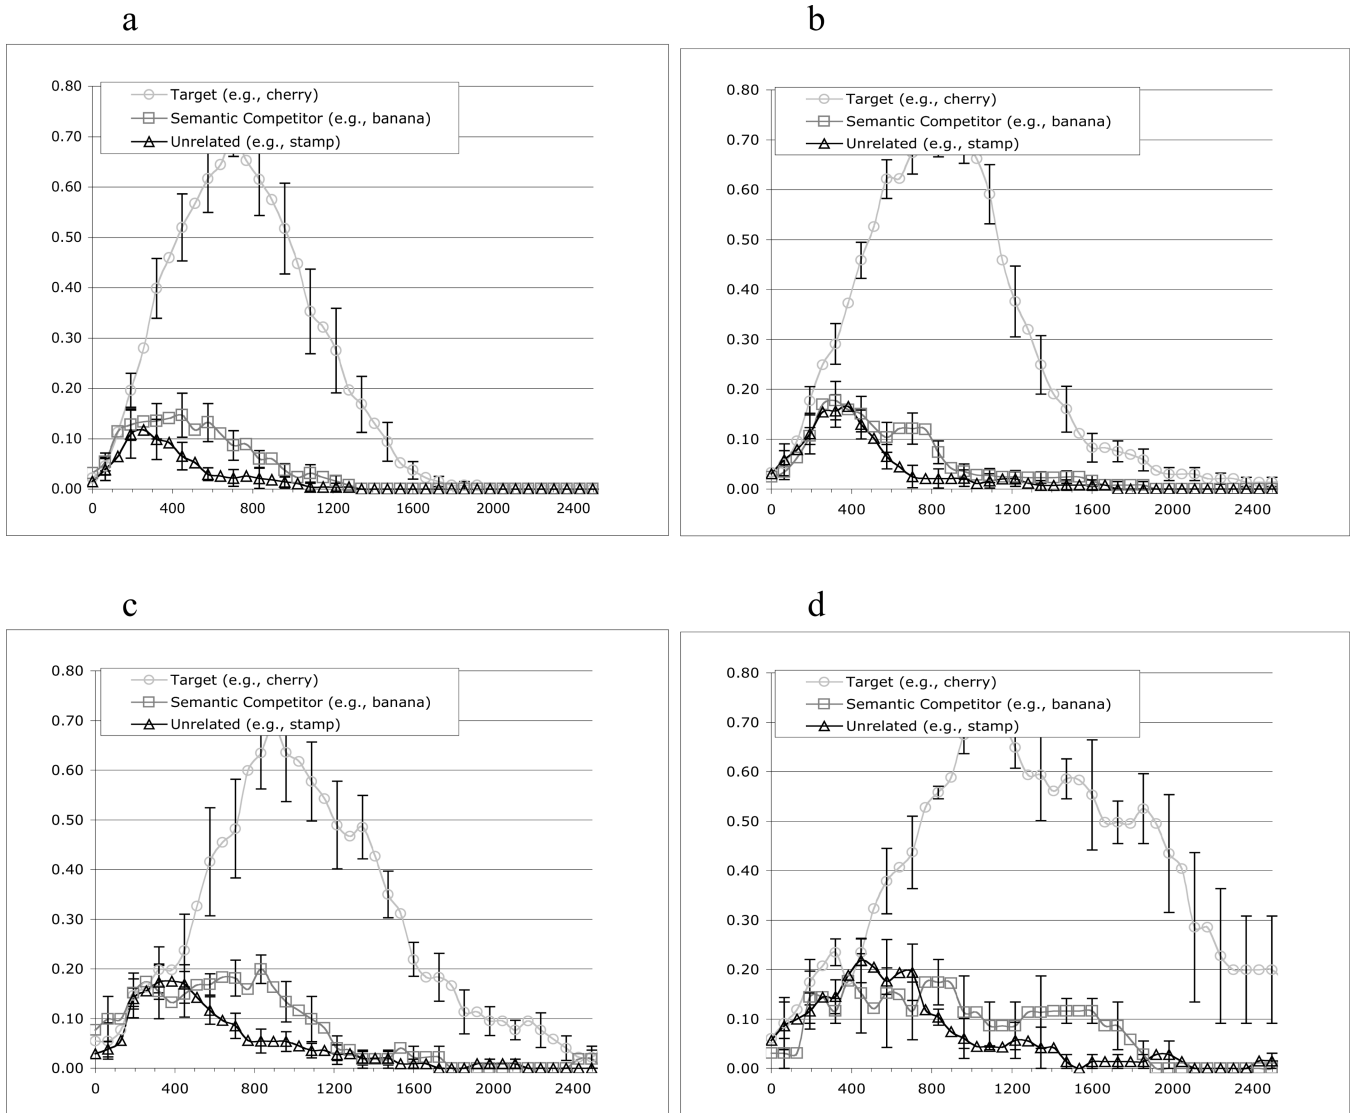 a
0.80
0.70
0.60
0.50
0.40
0.30
0.20
0.10
0.00
Target (e.g., cherry)
Semantic Competitor (e.g., banana)
Unrelated (e.g., stamp)
0 400 800 1200 1600 2000 2400
b
0.80
0.70
0.60
0.50
0.40
0.30
0.20
0.10
0.00
Target (e.g., cherry)
Semantic Competitor (e.g., banana)
Unrelated (e.g., stamp)
0 400 800 1200 1600 2000 2400
c
0.80
0.70
0.60
0.50
0.40
0.30
0.20
0.10
0.00
Target (e.g., cherry)
Semantic Competitor (e.g., banana)
Unrelated (e.g., stamp)
0 400 800 1200 1600 2000 2400
d
0.80
0.70
0.60
0.50
0.40
0.30
0.20
0.10
0.00
Target (e.g., cherry)
Semantic Competitor (e.g., banana)
Unrelated (e.g., stamp)
0 400 800 1200 1600 2000 2400